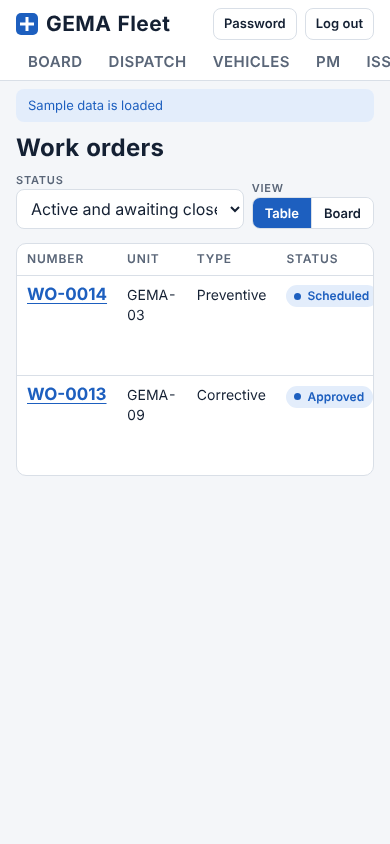 GEMA Fleet
Password
Log out
BOARD DISPATCH VEHICLES PM ISS
Sample data is loaded
Work orders
STATUS
VIEW
Active and awaiting close
Table
Board
NUMBER UNIT TYPE STATUS
WO-0014 GEMA-03 Preventive Scheduled
WO-0013 GEMA-09 Corrective Approved